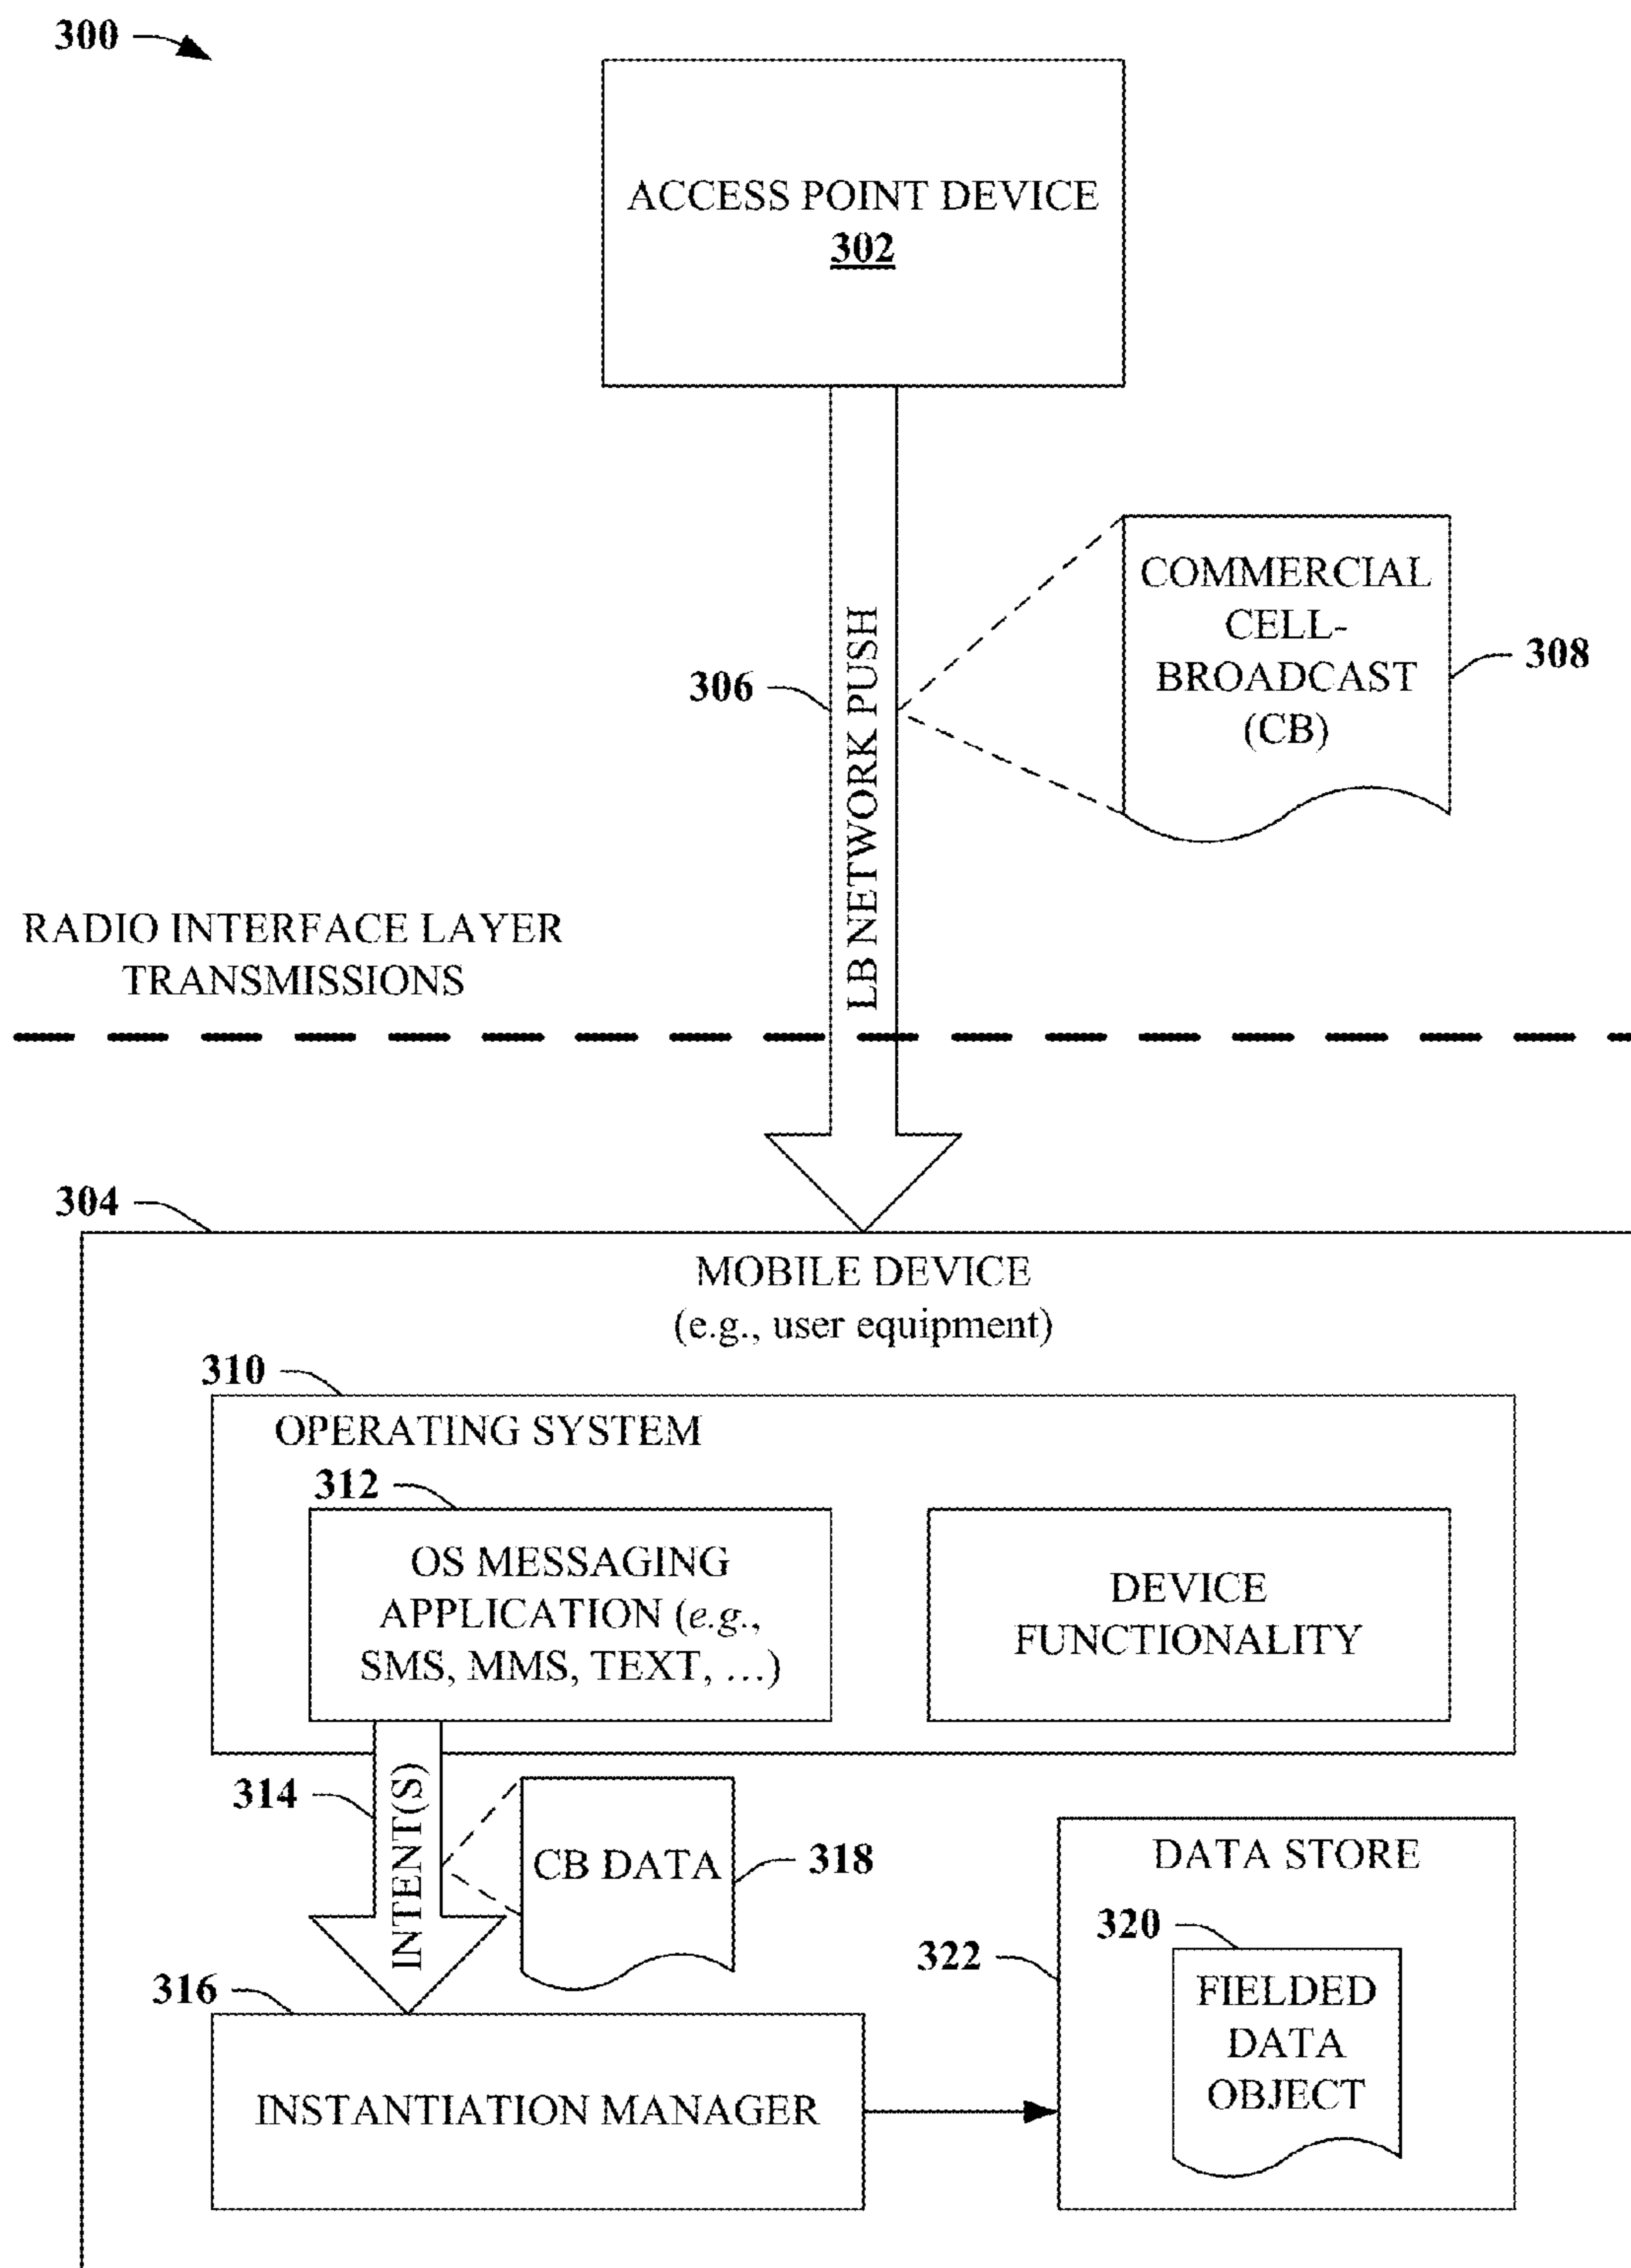 300
ACCESS POINT DEVICE
302
COMMERCIAL
CELL-
BROADCAST
(CB)
308
306
LB NETWORK PUSH
RADIO INTERFACE LAYER
TRANSMISSIONS
304
MOBILE DEVICE
(e.g., user equipment)
310
OPERATING SYSTEM
312
OS MESSAGING
APPLICATION (e.g.,
SMS, MMS, TEXT, …)
DEVICE
FUNCTIONALITY
314
INTENT(S)
CB DATA
318
DATA STORE
320
322
FIELDED
DATA
OBJECT
316
INSTANTIATION MANAGER